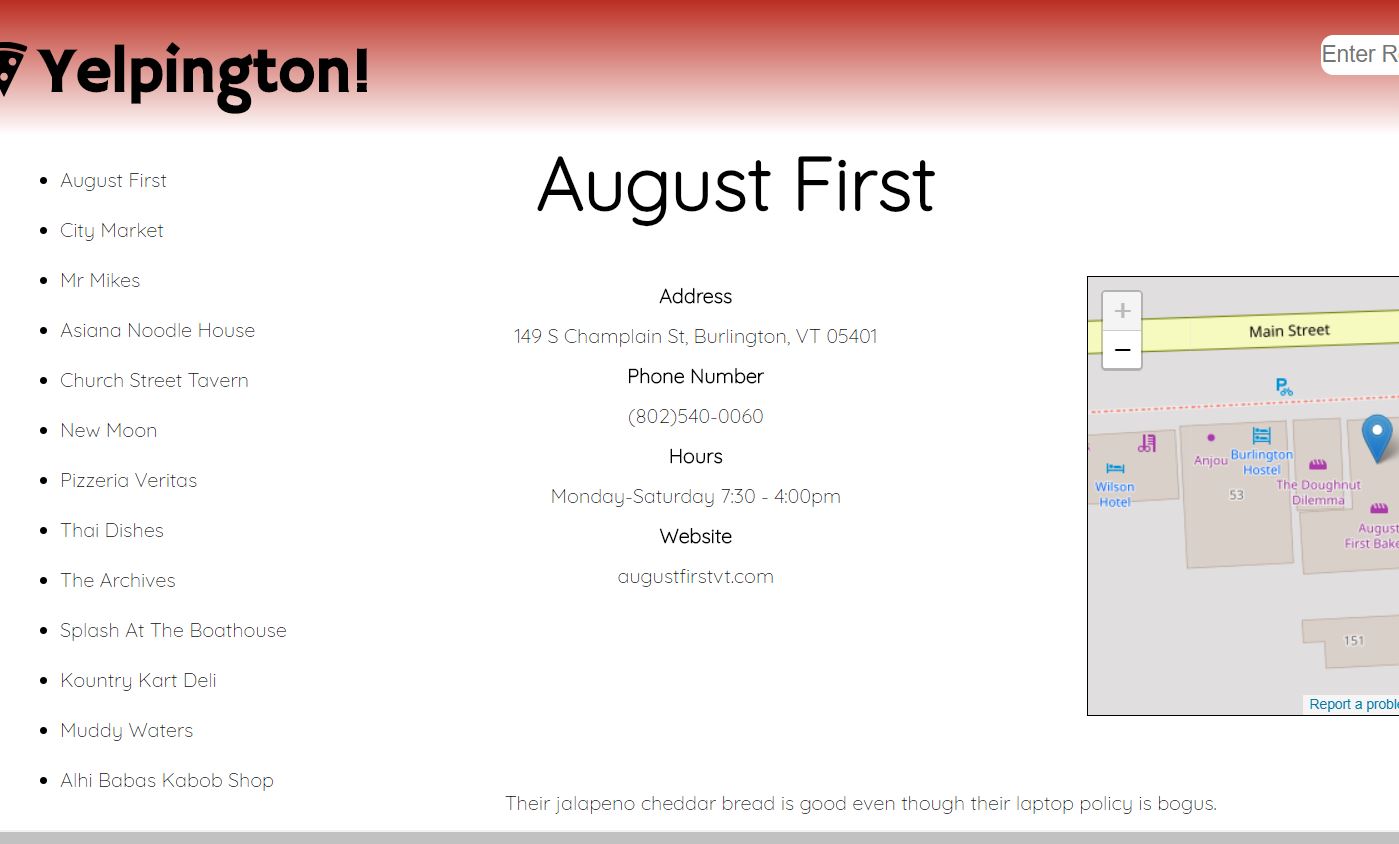 Yelpington!
Enter R
August First
City Market
Mr Mikes
Asiana Noodle House
Church Street Tavern
New Moon
Pizzeria Veritas
Thai Dishes
The Archives
Splash At The Boathouse
Kountry Kart Deli
Muddy Waters
Alhi Babas Kabob Shop
August First
Address
149 S Champlain St, Burlington, VT 05401
Phone Number
(802)540-0060
Hours
Monday-Saturday 7:30 - 4:00pm
Website
augustfirstvt.com
Their jalapeno cheddar bread is good even though their laptop policy is bogus.
+
−
Main Street
Anjou
Burlington
Hostel
Wilson
Hotel
53
The Doughnut
Dilemma
August
First Bake
151
Report a proble